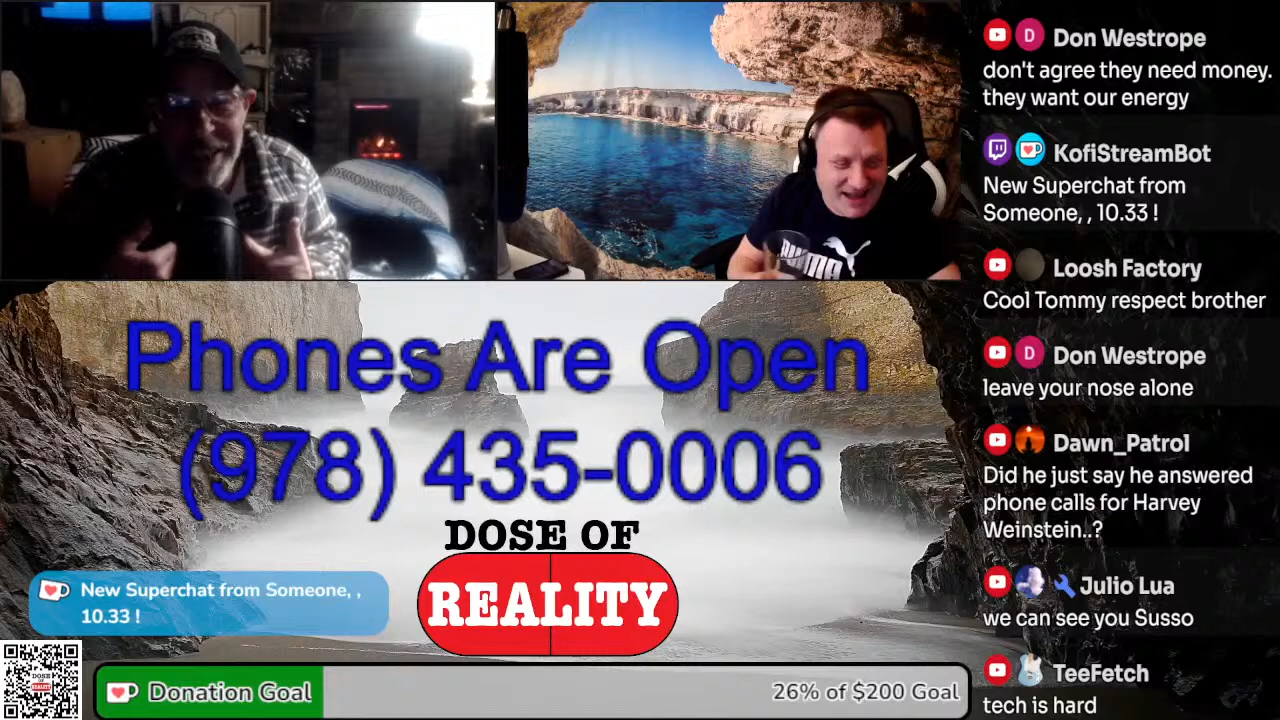 Don Westrope
don't agree they need money.
they want our energy
KofiStreamBot
New Superchat from
Someone, , 10.33 !
Loosh Factory
Cool Tommy respect brother
Don Westrope
leave your nose alone
Dawn_Patrol
Did he just say he answered
phone calls for Harvey
Weinstein..?
Julio Lua
we can see you Susso
TeeFetch
tech is hard
PUMA
Phones Are Open
(978) 435-0006
DOSE OF
REALITY
New Superchat from Someone, ,
10.33 !
DOSE OF
REALITY
Donation Goal
26% of $200 Goal